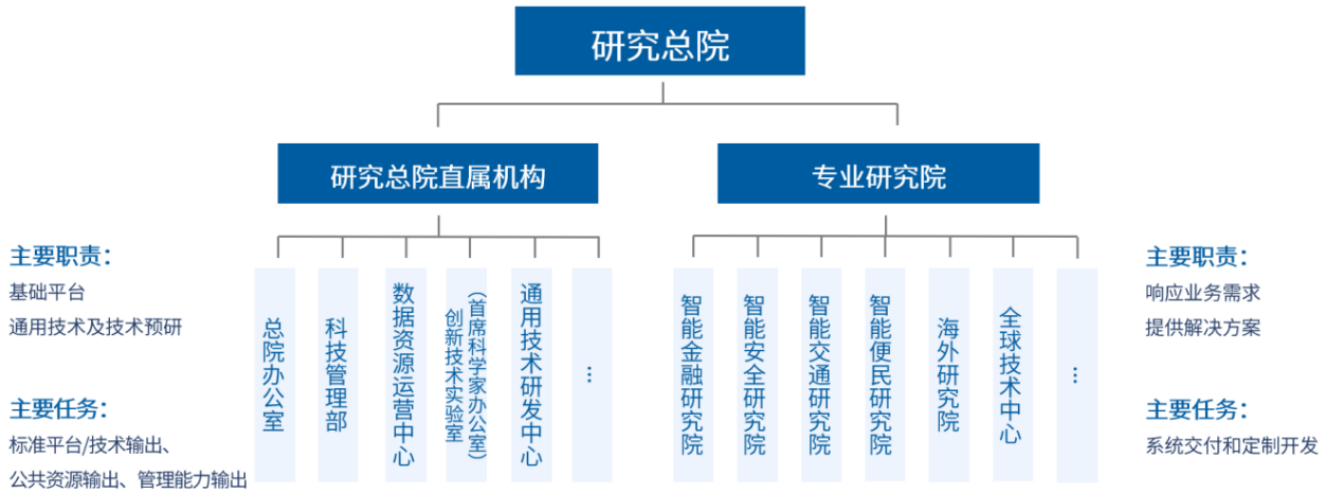 研究总院
研究总院直属机构
专业研究院
主要职责：
基础平台
通用技术及技术预研
主要任务：
标准平台/技术输出、
公共资源输出、管理能力输出
总院办公室
科技管理部
数据资源运营中心
（首席科学家办公室）
创新技术实验室
通用技术研发中心
...
智能金融研究院
智能安全研究院
智能交通研究院
智能便民研究院
海外研究院
全球技术中心
...
主要职责：
响应业务需求
提供解决方案
主要任务：
系统交付和定制开发